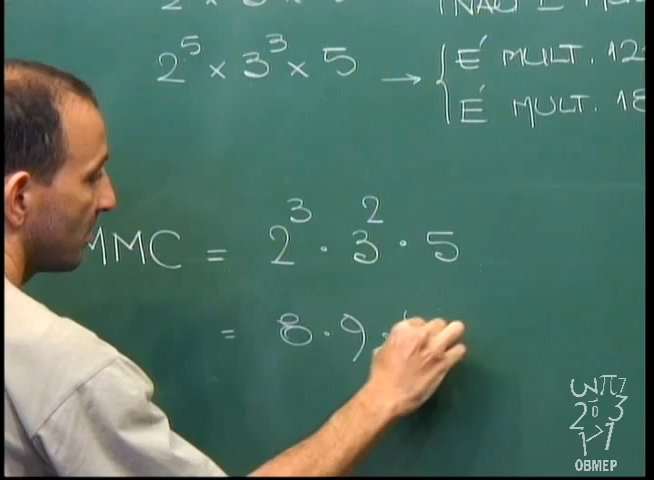 2⁵ × 3³ × 5 → { É MULT. 12
É MULT. 18
MMC = 2³ · 3² · 5
= 8 · 9 ·
OBMEP